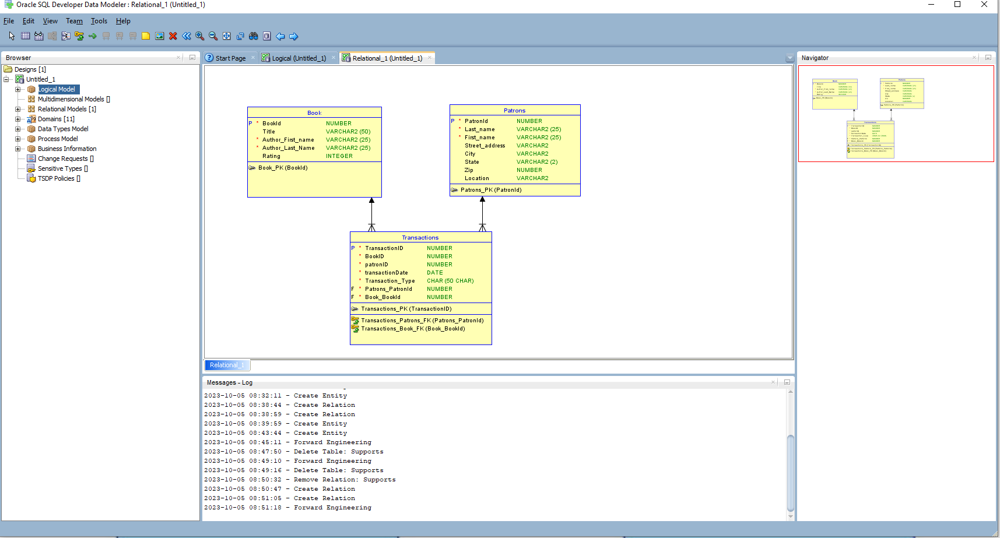 Oracle SQL Developer Data Modeler : Relational_1 (Untitled_1)
File Edit View Team Tools Help
Browser
Designs [1]
Untitled_1
Logical Model
Multidimensional Models []
Relational Models [1]
Domains [11]
Data Types Model
Process Model
Business Information
Change Requests []
Sensitive Types []
TSDP Policies []
Start Page
Logical (Untitled_1)
Relational_1 (Untitled_1)
Book
P * BookId NUMBER
Title VARCHAR2 (50)
* Author_First_name VARCHAR2 (25)
* Author_Last_Name VARCHAR2 (25)
Rating INTEGER
Book_PK (BookId)
Patrons
P * PatronId NUMBER
* Last_name VARCHAR2 (25)
* First_name VARCHAR2 (25)
Street_address VARCHAR2
City VARCHAR2
State VARCHAR2 (2)
Zip NUMBER
Location VARCHAR2
Patrons_PK (PatronId)
Transactions
P * TransactionID NUMBER
* BookID NUMBER
* patronID NUMBER
* transactionDate DATE
* Transaction_Type CHAR (50 CHAR)
F * Patrons_PatronId NUMBER
F * Book_BookId NUMBER
Transactions_PK (TransactionID)
Transactions_Patrons_FK (Patrons_PatronId)
Transactions_Book_FK (Book_BookId)
Relational_1
Messages - Log
2023-10-05 08:32:11 - Create Entity
2023-10-05 08:38:44 - Create Relation
2023-10-05 08:38:59 - Create Relation
2023-10-05 08:39:59 - Create Entity
2023-10-05 08:43:44 - Create Entity
2023-10-05 08:45:11 - Forward Engineering
2023-10-05 08:47:50 - Delete Table: Supports
2023-10-05 08:49:10 - Forward Engineering
2023-10-05 08:49:16 - Delete Table: Supports
2023-10-05 08:50:32 - Remove Relation: Supports
2023-10-05 08:50:47 - Create Relation
2023-10-05 08:51:05 - Create Relation
2023-10-05 08:51:18 - Forward Engineering
Navigator